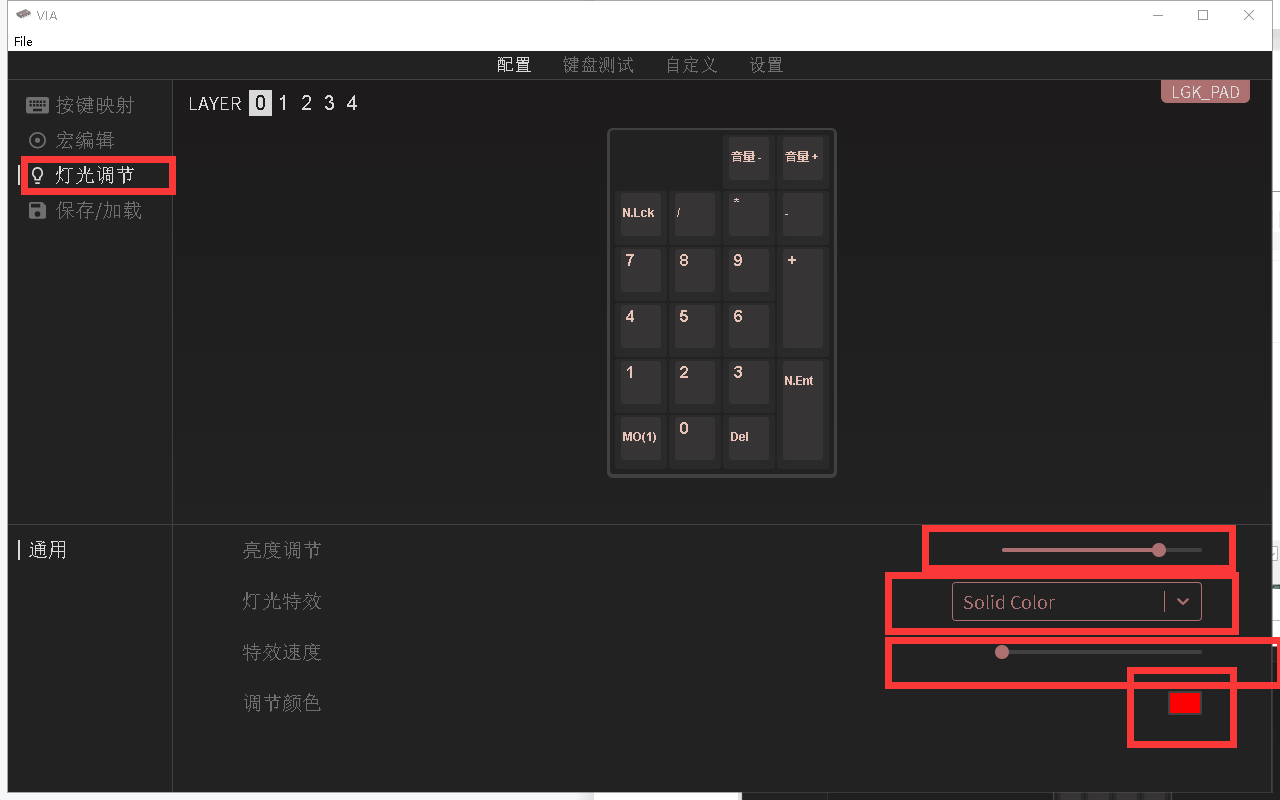 VIA
File
配置 键盘测试 自定义 设置
按键映射
宏编辑
灯光调节
保存/加载
LAYER 0 1 2 3 4
LGK_PAD
音量 - 音量 +
N.Lck / * -
7 8 9 +
4 5 6
1 2 3 N.Ent
MO(1) 0 Del
通用
亮度调节
灯光特效 Solid Color
特效速度
调节颜色